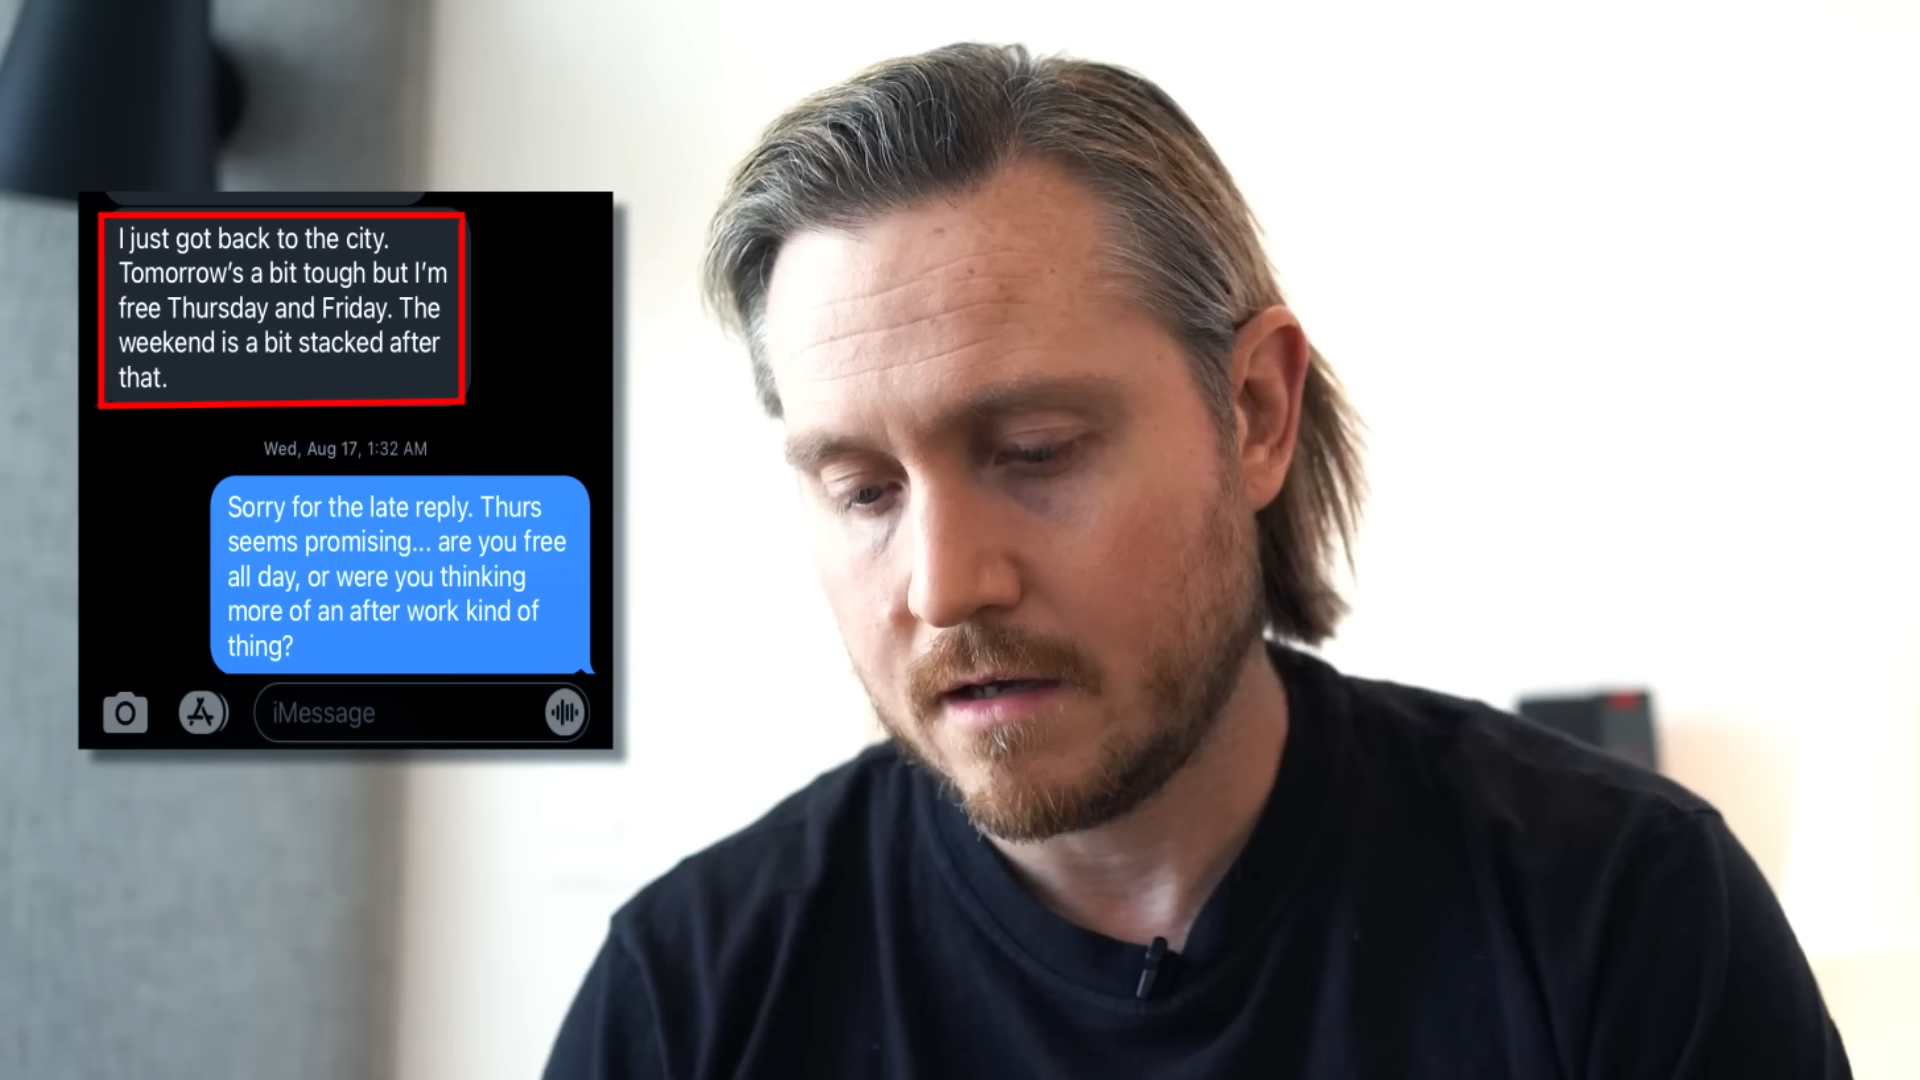 I just got back to the city.
Tomorrow's a bit tough but I'm
free Thursday and Friday. The
weekend is a bit stacked after
that.
Wed, Aug 17, 1:32 AM
Sorry for the late reply. Thurs
seems promising... are you free
all day, or were you thinking
more of an after work kind of
thing?
iMessage